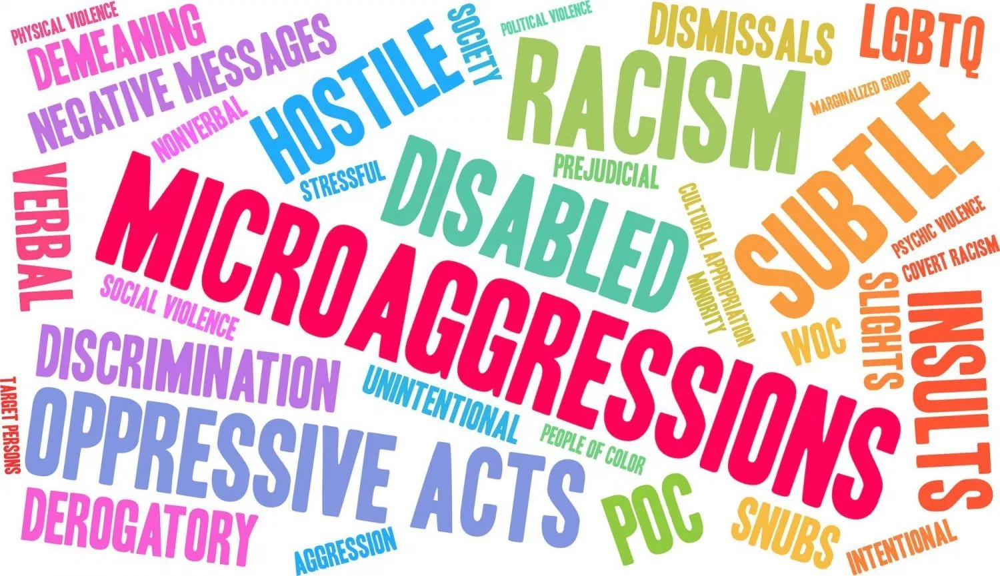 PHYSICAL VIOLENCE
DEMEANING
NEGATIVE MESSAGES
NONVERBAL
HOSTILE
STRESSFUL
SOCIETY
POLITICAL VIOLENCE
RACISM
PREJUDICIAL
DISMISSALS
LGBTQ
MARGINALIZED GROUP
SUBTLE
VERBAL
MICROAGGRESSIONS
DISABLED
CULTURAL APPROPRIATION
MINORITY
PSYCHIC VIOLENCE
COVERT RACISM
SLIGHTS
INSULTS
WOC
SOCIAL VIOLENCE
DISCRIMINATION
UNINTENTIONAL
TARGET PERSONS
OPPRESSIVE ACTS
PEOPLE OF COLOR
DEROGATORY
AGGRESSION
POC
SNUBS
INTENTIONAL